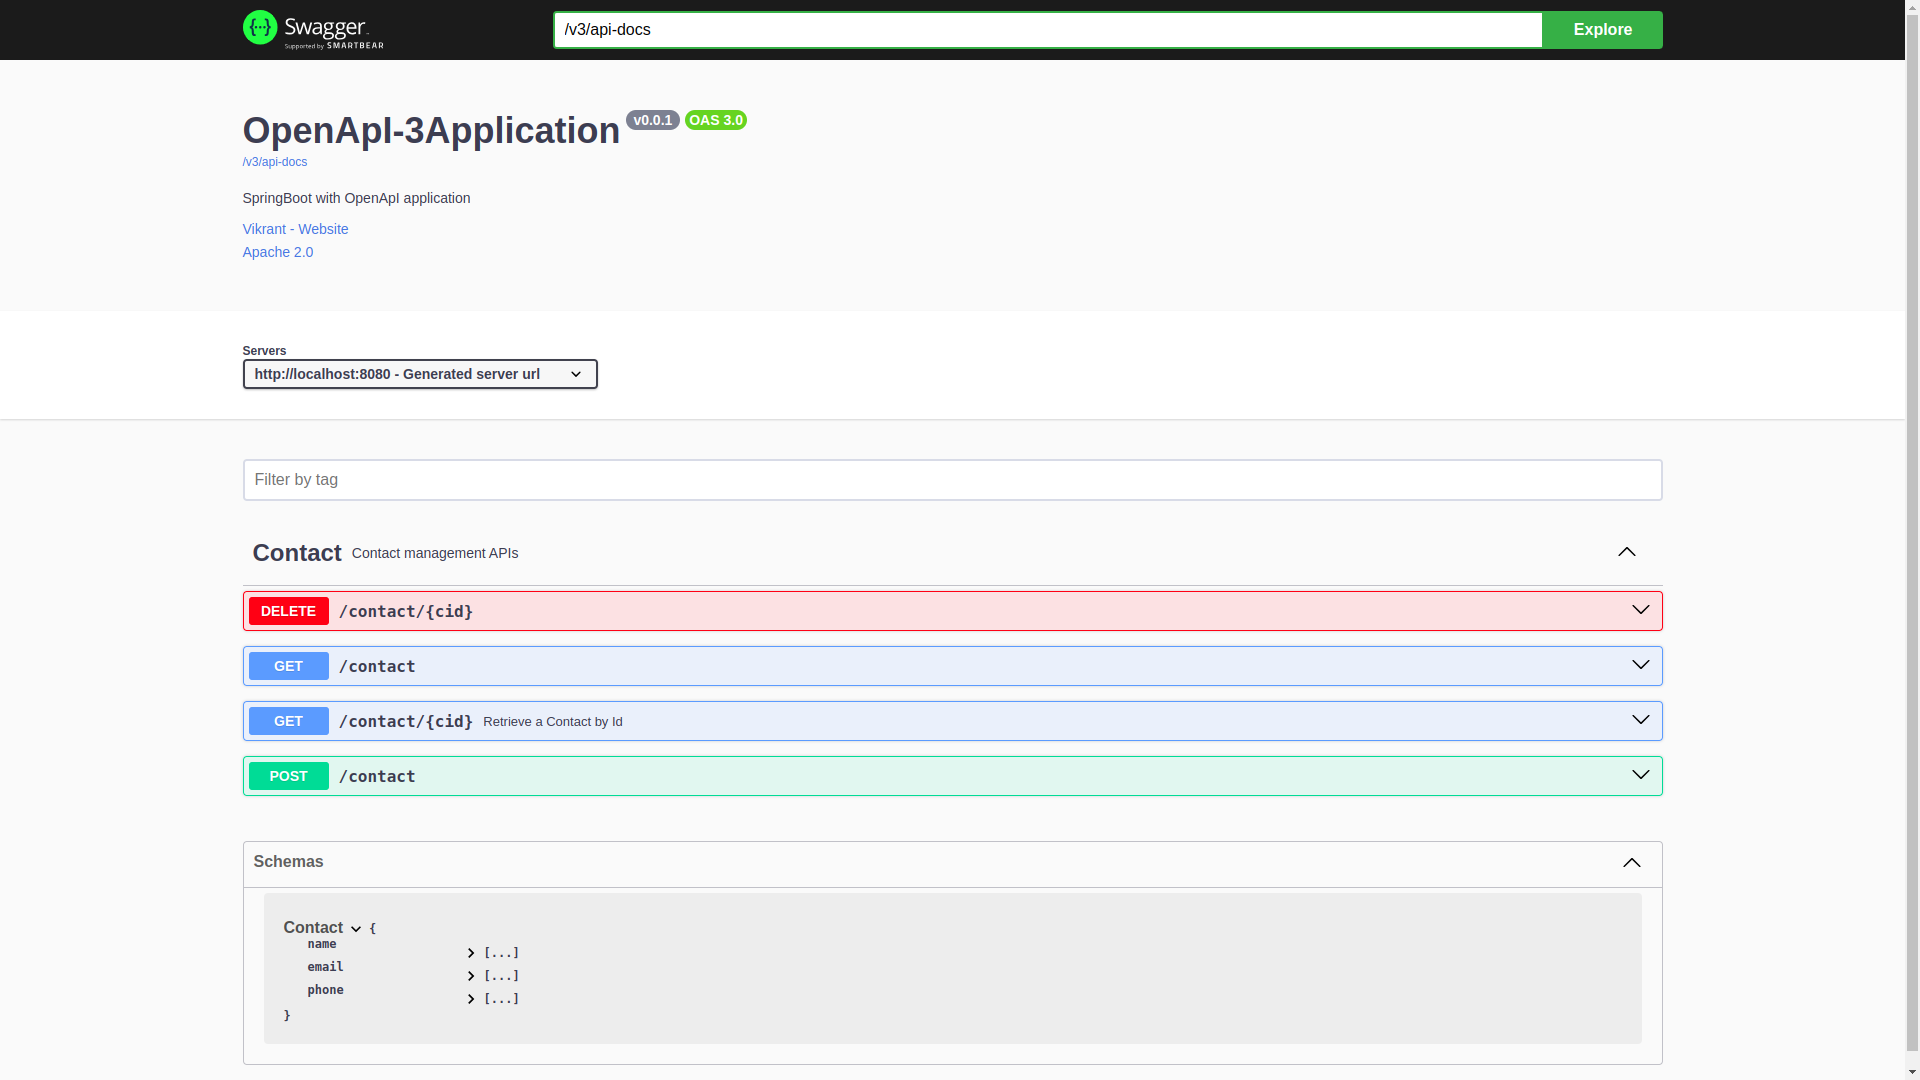 Swagger
Supported by SMARTBEAR
/v3/api-docs
Explore
OpenApI-3Application v0.0.1 OAS 3.0
/v3/api-docs
SpringBoot with OpenApI application
Vikrant - Website
Apache 2.0
Servers
http://localhost:8080 - Generated server url
Filter by tag
Contact Contact management APIs
DELETE /contact/{cid}
GET /contact
GET /contact/{cid} Retrieve a Contact by Id
POST /contact
Schemas
Contact {
name [...]
email [...]
phone [...]
}